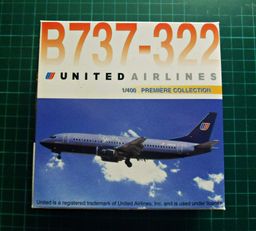 B737-322
UNITED AIRLINES
1/400 PREMIERE COLLECTION
United is a registered trademark of United Airlines, Inc. and is used under license